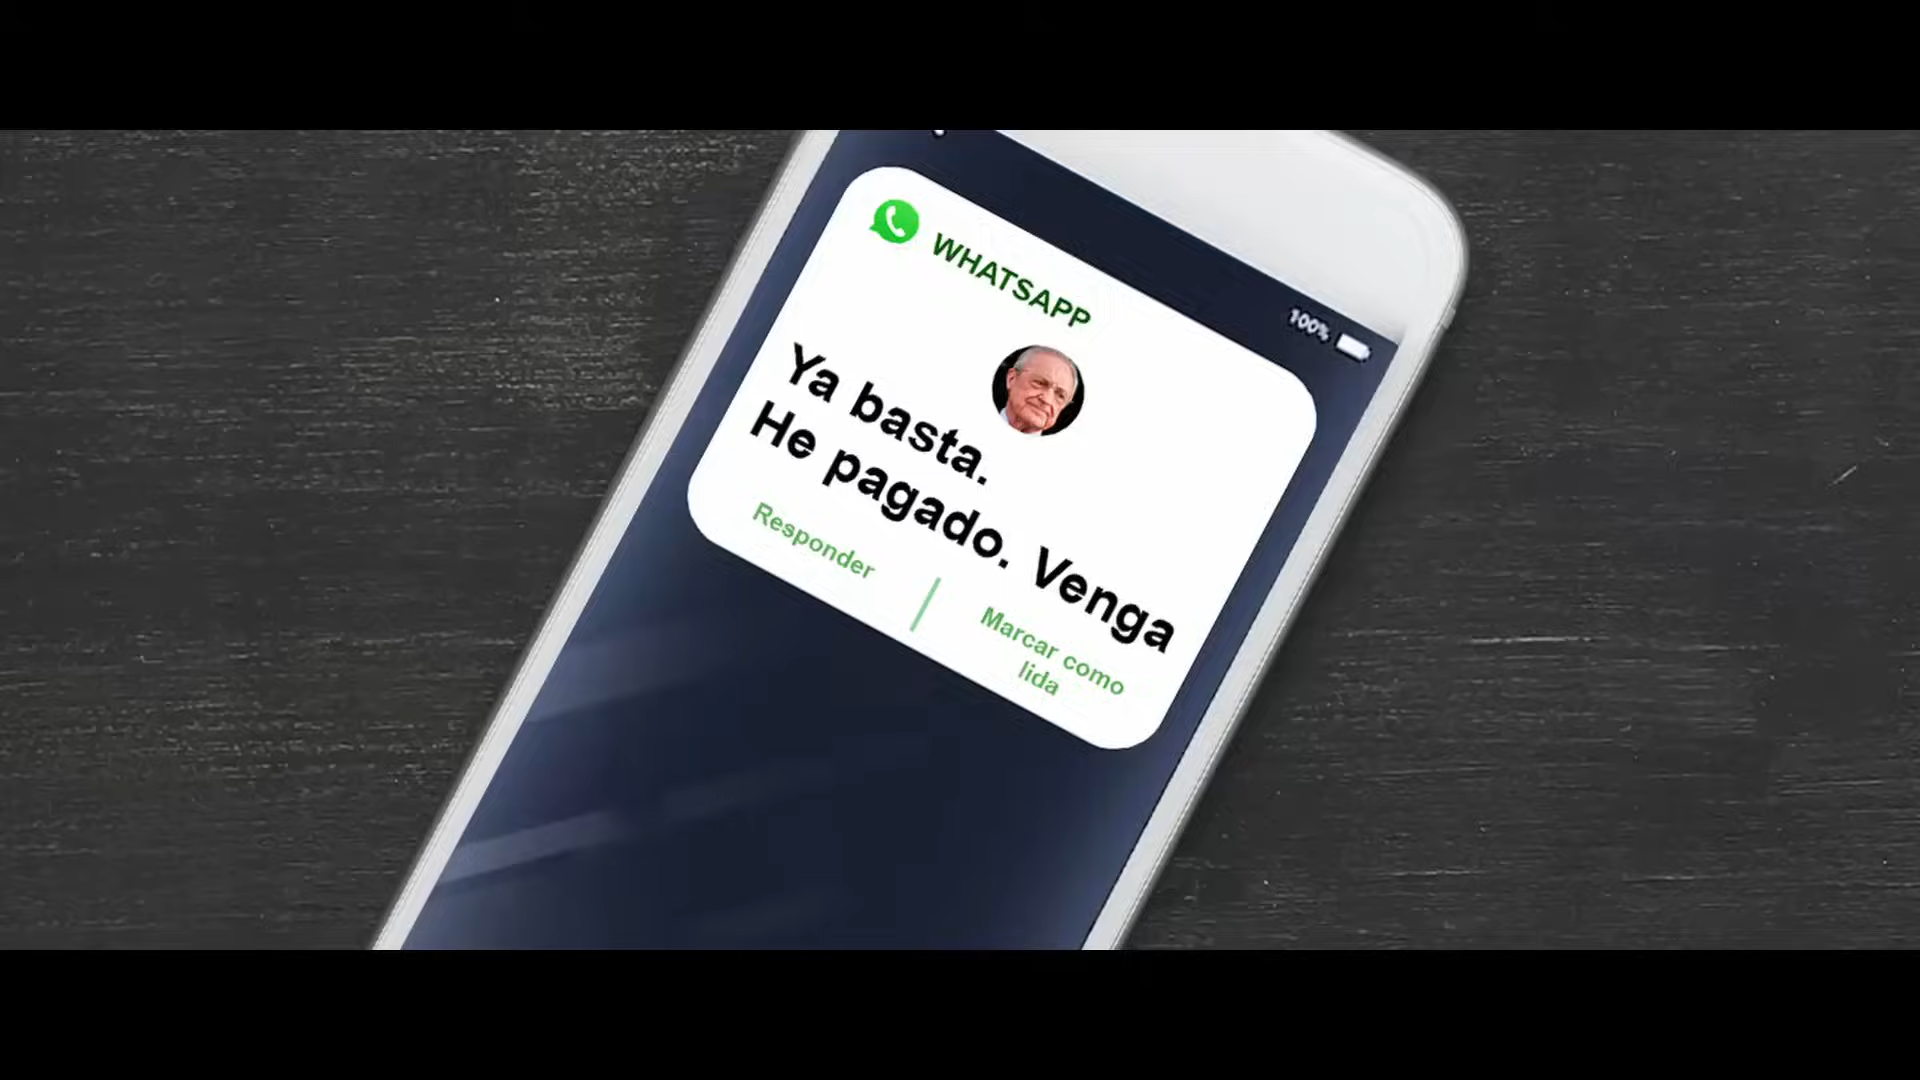 WHATSAPP
100%
Ya basta.
He pagado. Venga
Responder
Marcar como
lida